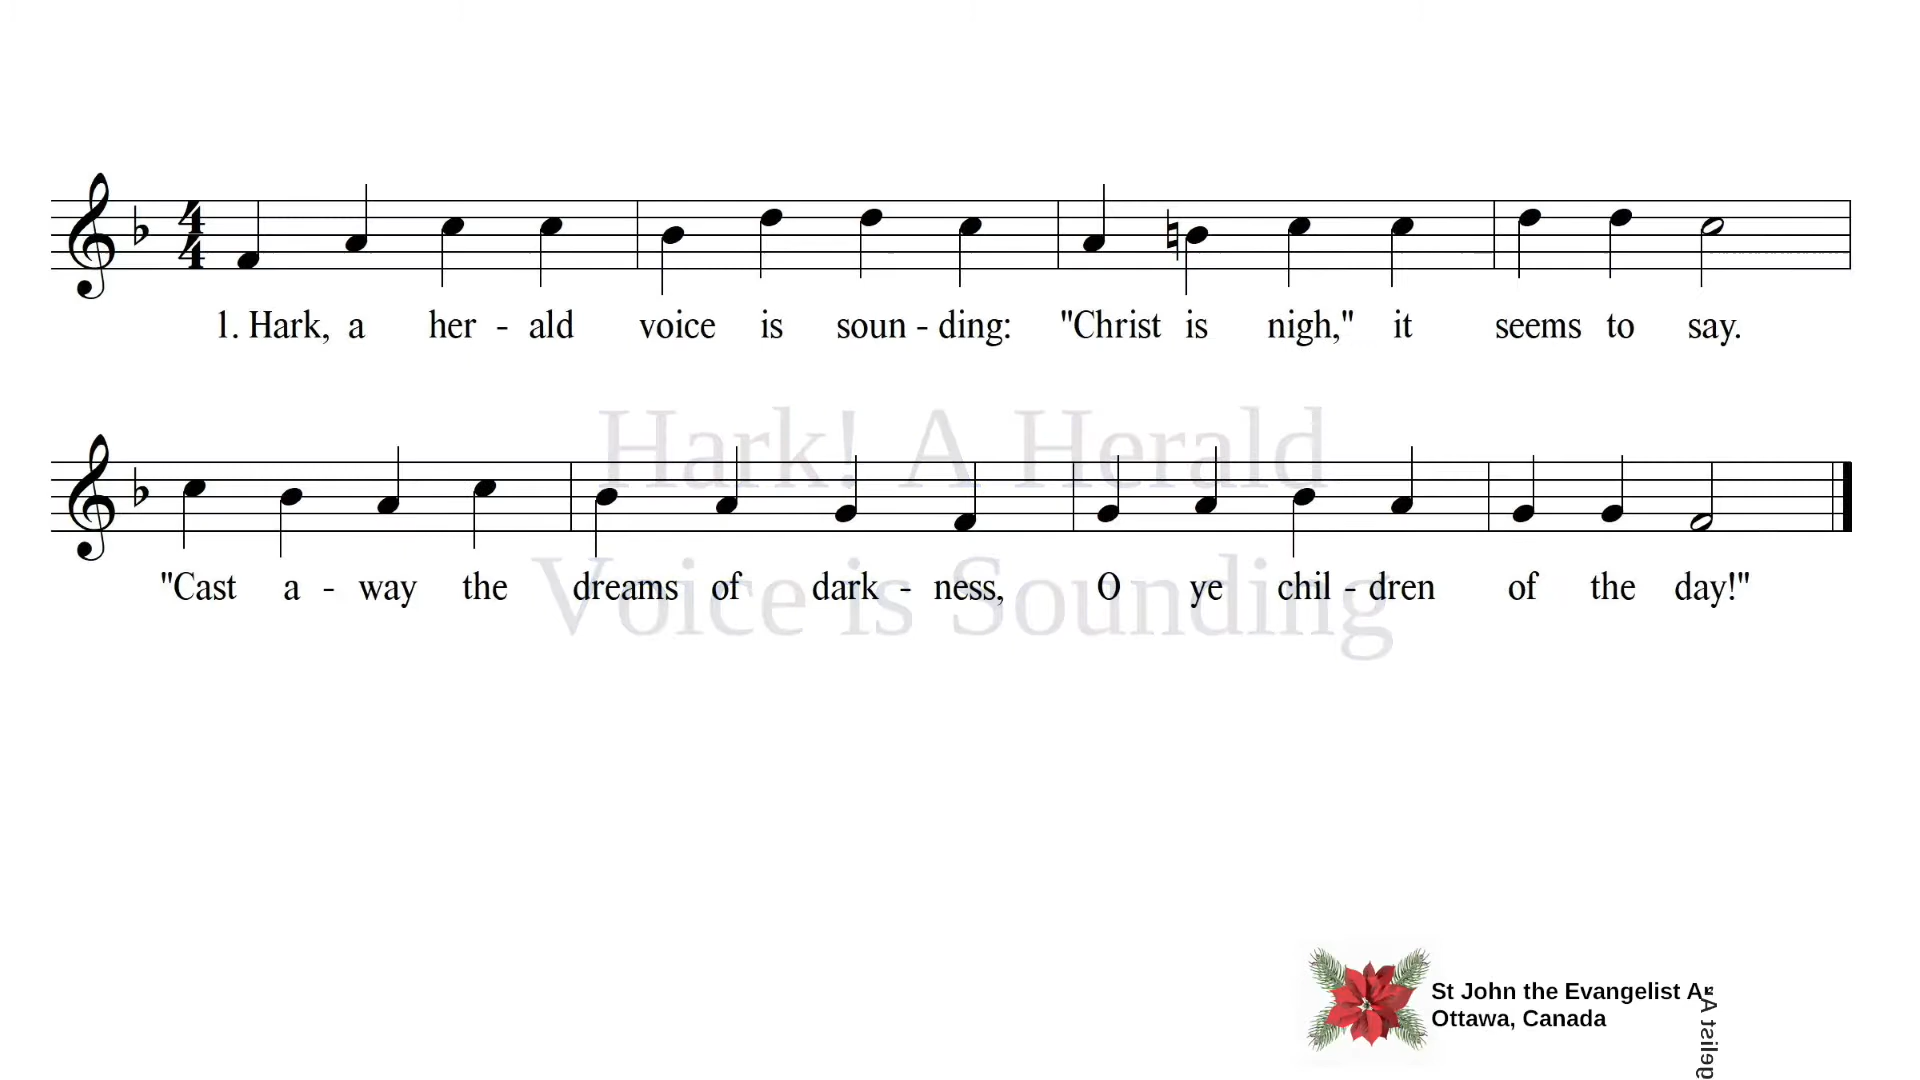 1. Hark, a her - ald voice is soun - ding: "Christ is nigh," it seems to say.
Hark! A Herald
"Cast a - way the dreams of dark - ness, O ye chil - dren of the day!"
Voice is Sounding
St John the Evangelist
Ottawa, Canada